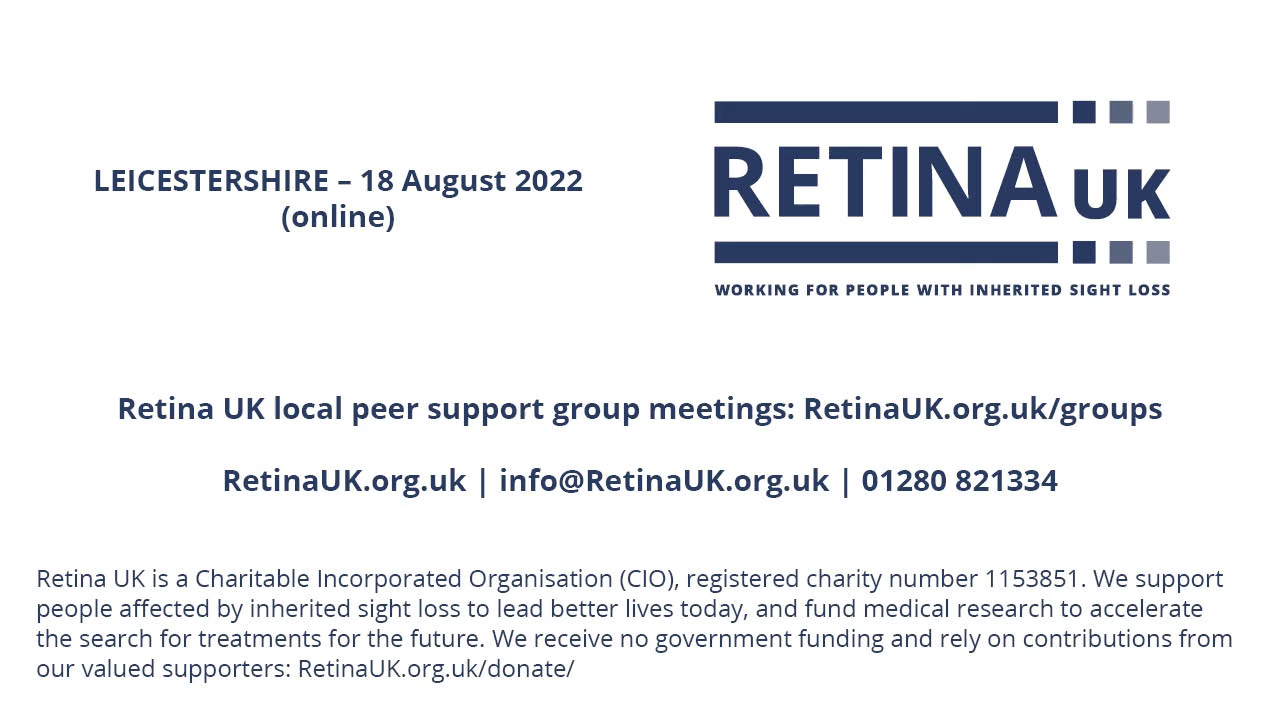 LEICESTERSHIRE – 18 August 2022
(online)
RETINA UK
WORKING FOR PEOPLE WITH INHERITED SIGHT LOSS
Retina UK local peer support group meetings: RetinaUK.org.uk/groups
RetinaUK.org.uk | info@RetinaUK.org.uk | 01280 821334
Retina UK is a Charitable Incorporated Organisation (CIO), registered charity number 1153851. We support
people affected by inherited sight loss to lead better lives today, and fund medical research to accelerate
the search for treatments for the future. We receive no government funding and rely on contributions from
our valued supporters: RetinaUK.org.uk/donate/